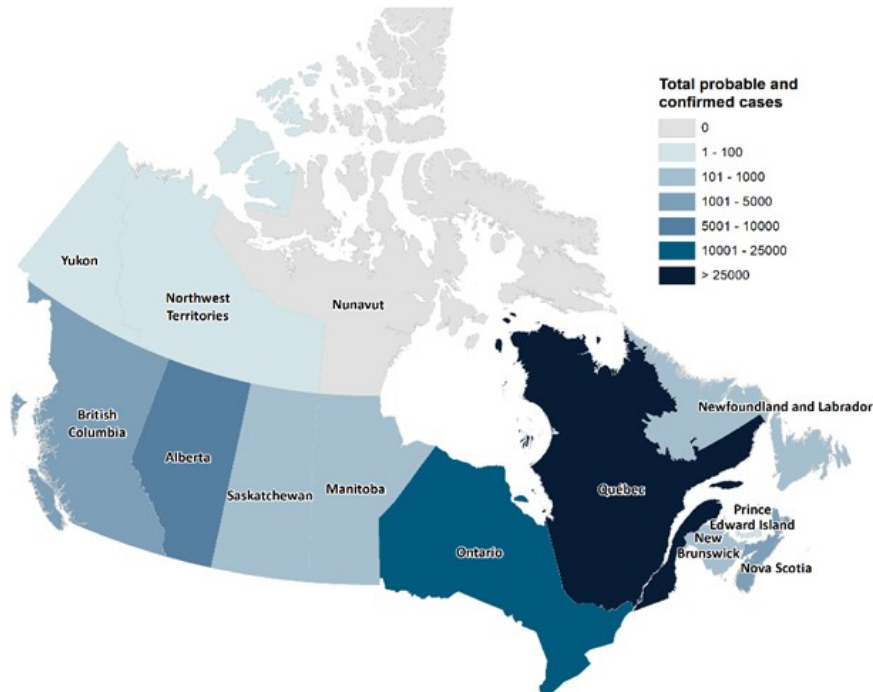 Total probable and
confirmed cases
0
1 - 100
101 - 1000
1001 - 5000
5001 - 10000
10001 - 25000
> 25000
Yukon
Northwest
Territories
Nunavut
British
Columbia
Alberta
Saskatchewan
Manitoba
Ontario
Québec
Newfoundland and Labrador
Prince
Edward Island
New
Brunswick
Nova Scotia